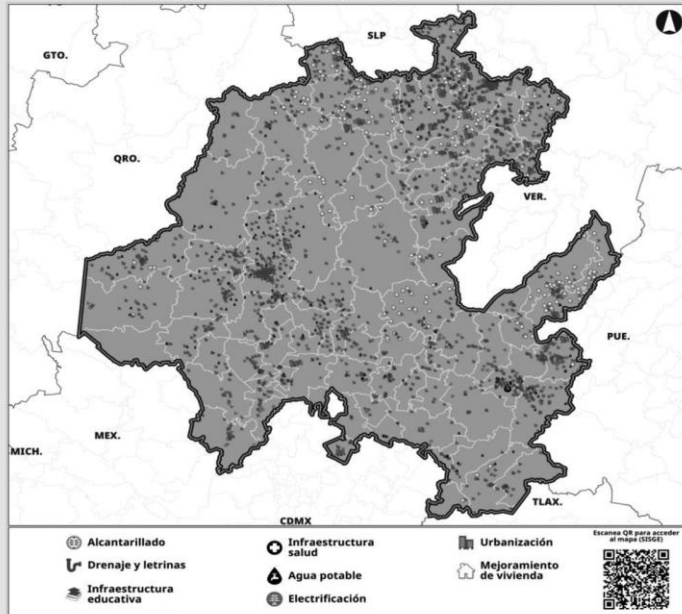 SLP
GTO.
QRO.
VER.
PUE.
MEX.
MICH.
TLAX.
CDMX
Alcantarillado
Drenaje y letrinas
Infraestructura
educativa
Infraestructura
salud
Agua potable
Electrificación
Urbanización
Mejoramiento
de vivienda
Escanea QR para acceder
al mapa (SISGE)